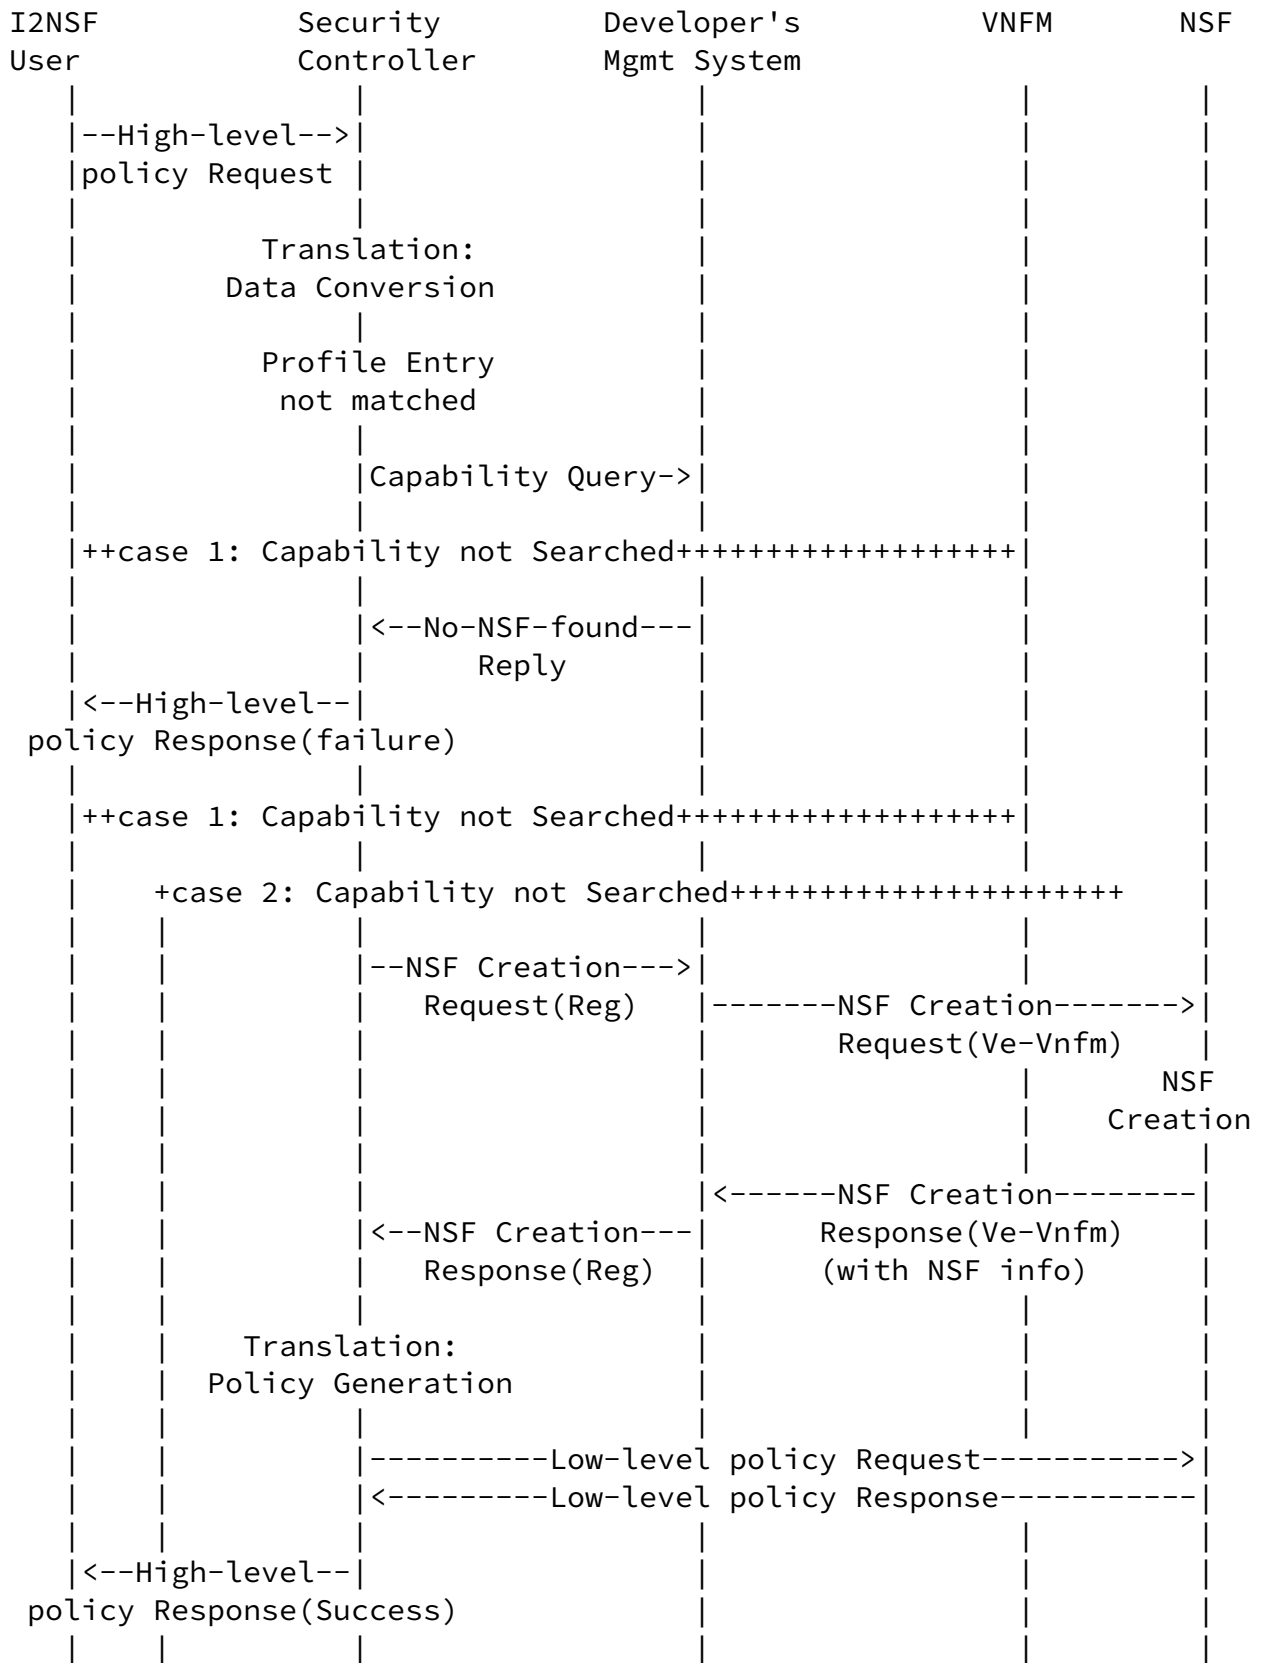 I2NSF           Security         Developer's          VNFM       NSF
User            Controller       Mgmt System
   |               |                  |                 |         |
   |--High-level-->|                  |                 |         |
   |policy Request |                  |                 |         |
   |               |                  |                 |         |
   |          Translation:            |                 |         |
   |        Data Conversion           |                 |         |
   |               |                  |                 |         |
   |          Profile Entry           |                 |         |
   |           not matched            |                 |         |
   |               |                  |                 |         |
   |               |Capability Query->|                 |         |
   |               |                  |                 |         |
   |++case 1: Capability not Searched+++++++++++++++++++|         |
   |               |                  |                 |         |
   |               |<--No-NSF-found---|                 |         |
   |               |      Reply       |                 |         |
   |<--High-level--|                  |                 |         |
 policy Response(failure)             |                 |         |
   |               |                  |                 |         |
   |++case 1: Capability not Searched+++++++++++++++++++|         |
   |               |                  |                 |         |
   |    +case 2: Capability not Searched++++++++++++++++++++++    |
   |    |          |                  |                 |         |
   |    |          |--NSF Creation--->|                 |         |
   |    |          |   Request(Reg)   |-------NSF Creation------->|
   |    |          |                  |       Request(Ve-Vnfm)    |
   |    |          |                  |                 |       NSF
   |    |          |                  |                 |    Creation
   |    |          |                  |                 |         |
   |    |          |                  |<------NSF Creation--------|
   |    |          |<--NSF Creation---|      Response(Ve-Vnfm)    |
   |    |          |   Response(Reg)  |      (with NSF info)      |
   |    |          |                  |                 |         |
   |    |    Translation:             |                 |         |
   |    |  Policy Generation          |                 |         |
   |    |          |                  |                 |         |
   |    |          |----------Low-level policy Request----------->|
   |    |          |<---------Low-level policy Response-----------|
   |    |          |                  |                 |         |
   |<--High-level--|                  |                 |         |
 policy Response(Success)             |                 |         |
   |    |          |                  |                 |         |